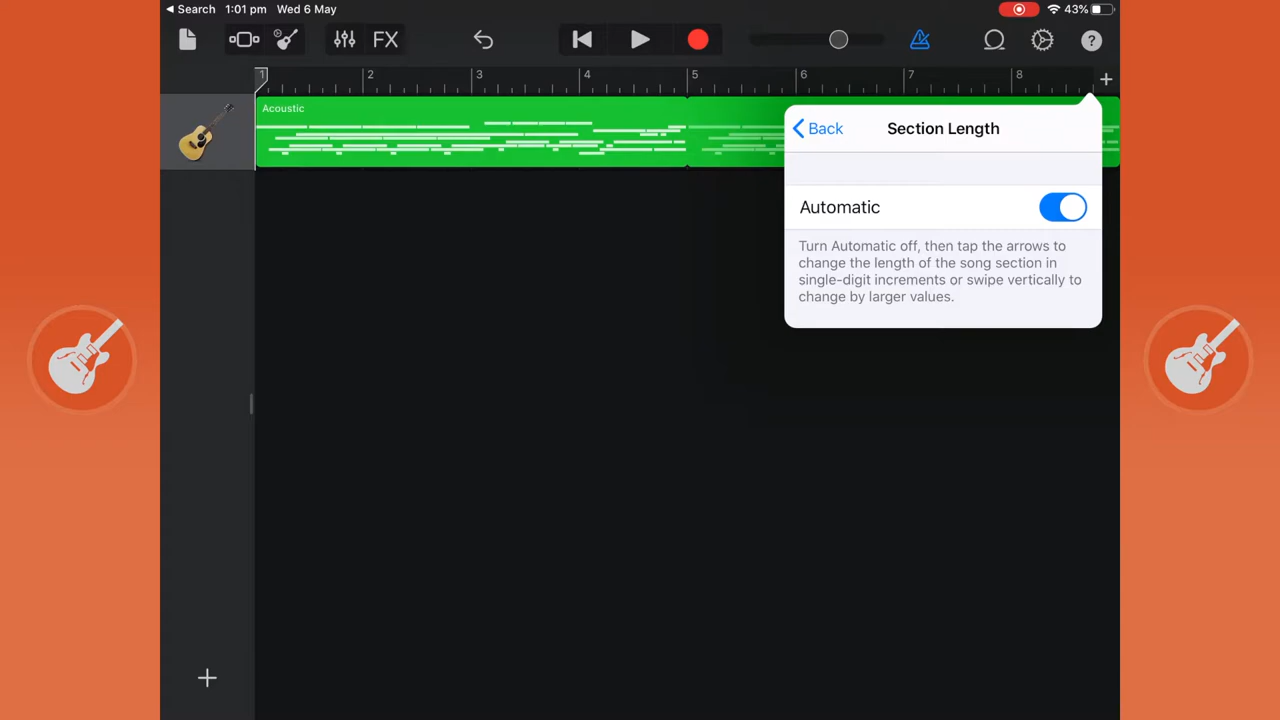 Search 1:01 pm Wed 6 May 43%
FX ?
1 2 3 4 5 6 7 8 +
Acoustic
Back Section Length
Automatic
Turn Automatic off, then tap the arrows to
change the length of the song section in
single-digit increments or swipe vertically to
change by larger values.
+